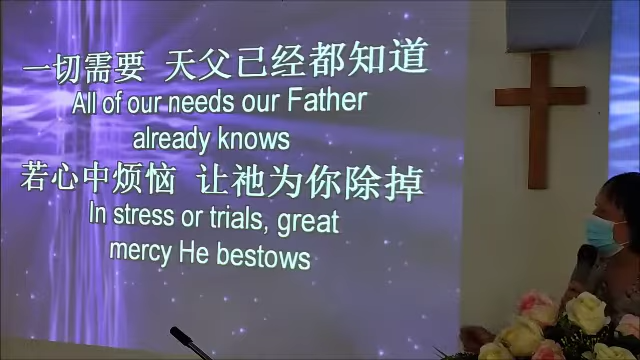 一切需要 天父己经都知道
All of our needs our Father
already knows
若心中烦恼 让祂为你除掉
In stress or trials, great
mercy He bestows